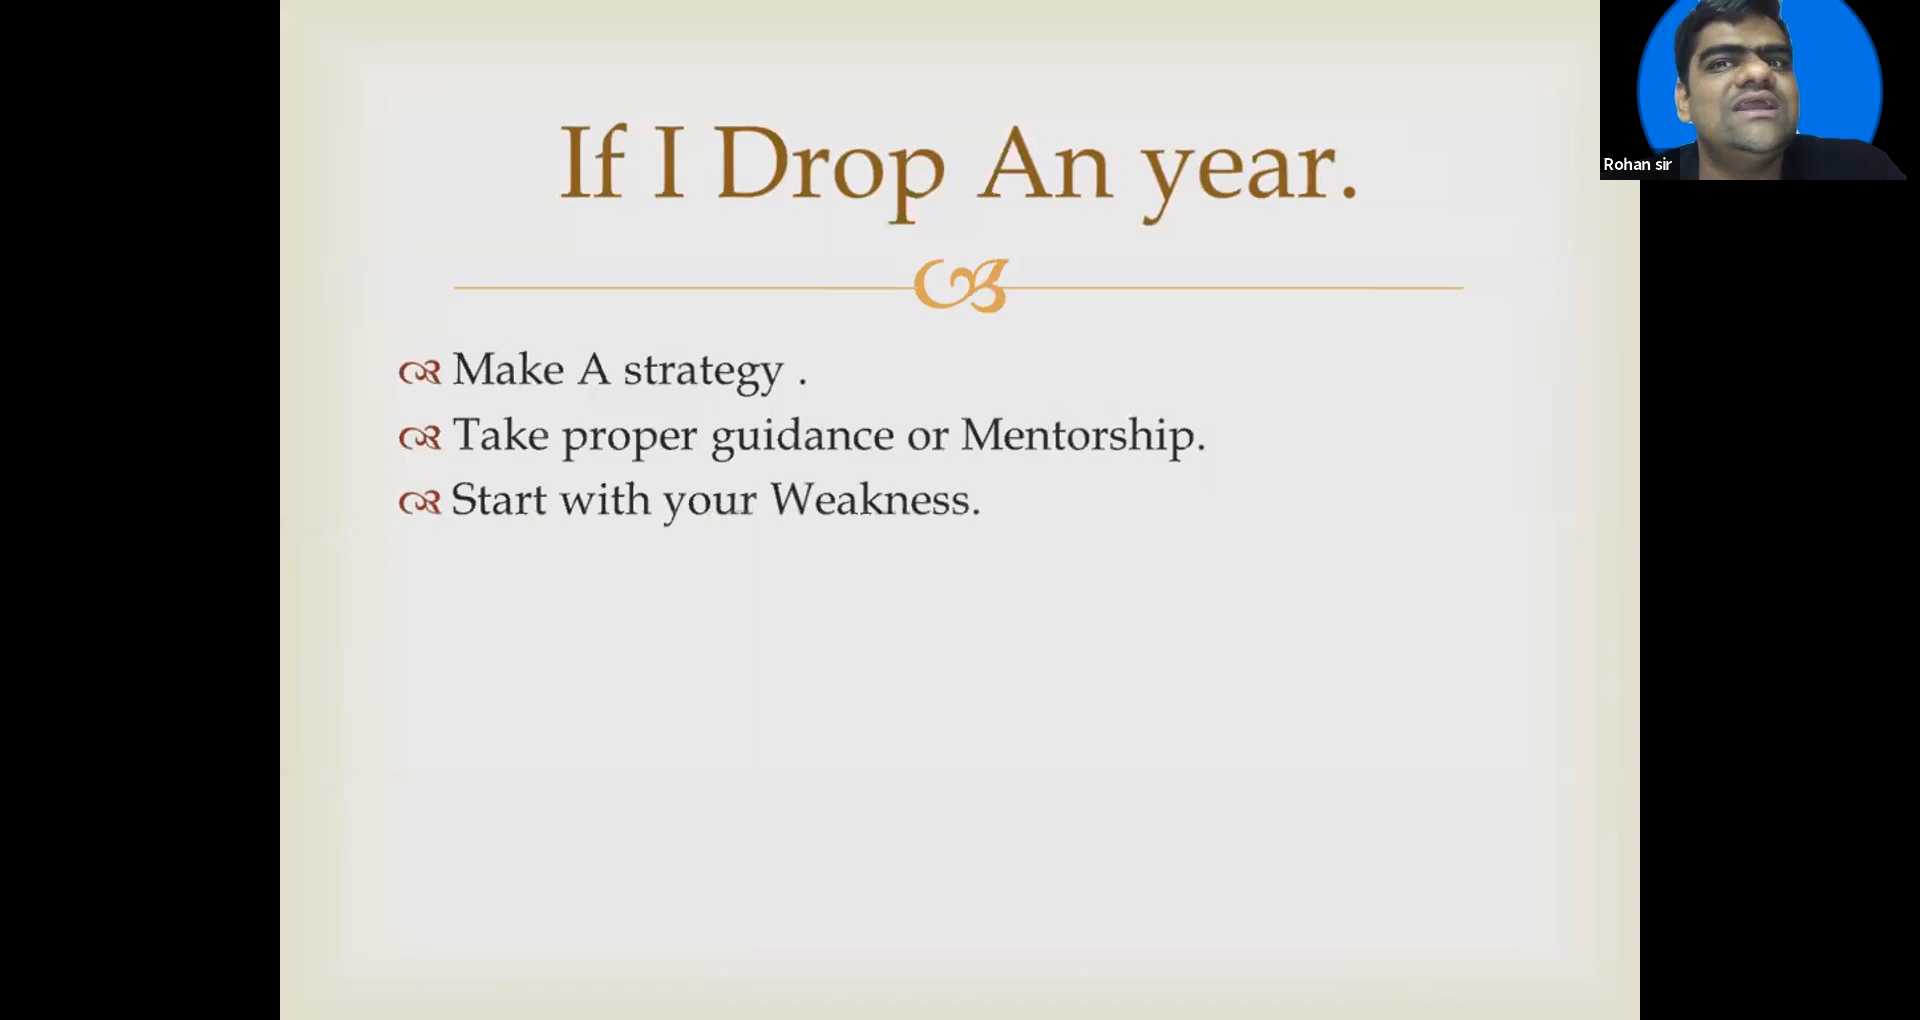 If I Drop An year.
Make A strategy .
Take proper guidance or Mentorship.
Start with your Weakness.
Rohan sir